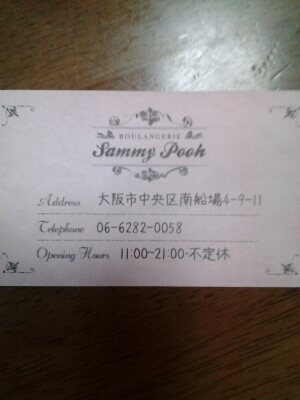 BOULANGERIE
Sammy Pooh
Address 大阪市中央区南船場4-9-11
Telephone 06-6282-0058
Opening Hours 11:00~21:00・不定休